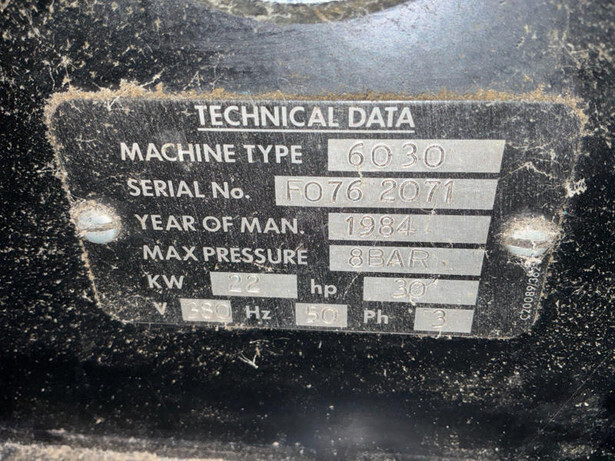 TECHNICAL DATA
MACHINE TYPE 6030
SERIAL No. F076 2071
YEAR OF MAN. 1984
MAX PRESSURE 8BAR
KW 22 hp 30
V 380 Hz 50 Ph 3